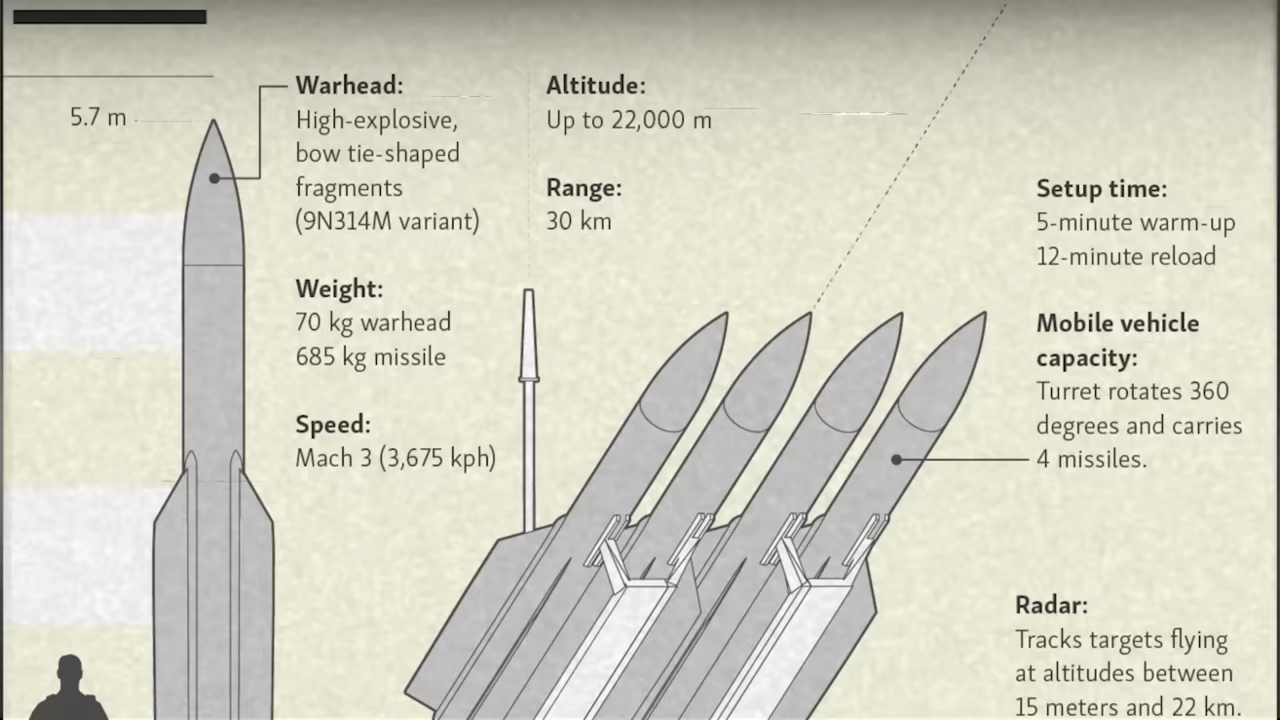 5.7 m
Warhead:
High-explosive,
bow tie-shaped
fragments
(9N314M variant)
Weight:
70 kg warhead
685 kg missile
Speed:
Mach 3 (3,675 kph)
Altitude:
Up to 22,000 m
Range:
30 km
Setup time:
5-minute warm-up
12-minute reload
Mobile vehicle
capacity:
Turret rotates 360
degrees and carries
4 missiles.
Radar:
Tracks targets flying
at altitudes between
15 meters and 22 km.